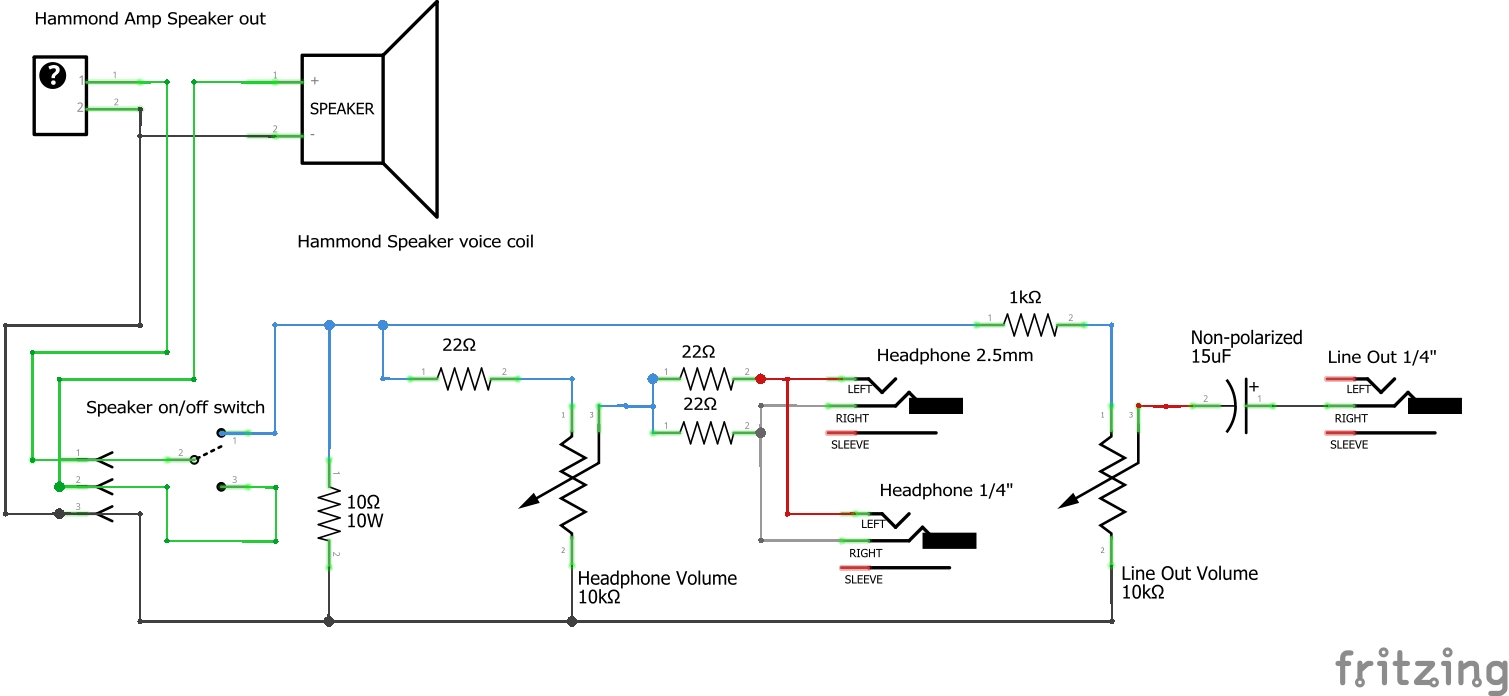 Hammond Amp Speaker out
?
1
1
2
2
1
+
SPEAKER
2
-
Hammond Speaker voice coil
1kΩ
1
2
22Ω
1
2
22Ω
1
2
22Ω
1
2
Headphone 2.5mm
LEFT
RIGHT
SLEEVE
Non-polarized
15uF
+
2
1
Line Out 1/4"
LEFT
RIGHT
SLEEVE
Speaker on/off switch
1
2
3
1
2
3
1
10Ω
10W
2
1
3
2
Headphone Volume
10kΩ
Headphone 1/4"
LEFT
RIGHT
SLEEVE
1
3
2
Line Out Volume
10kΩ
fritzing